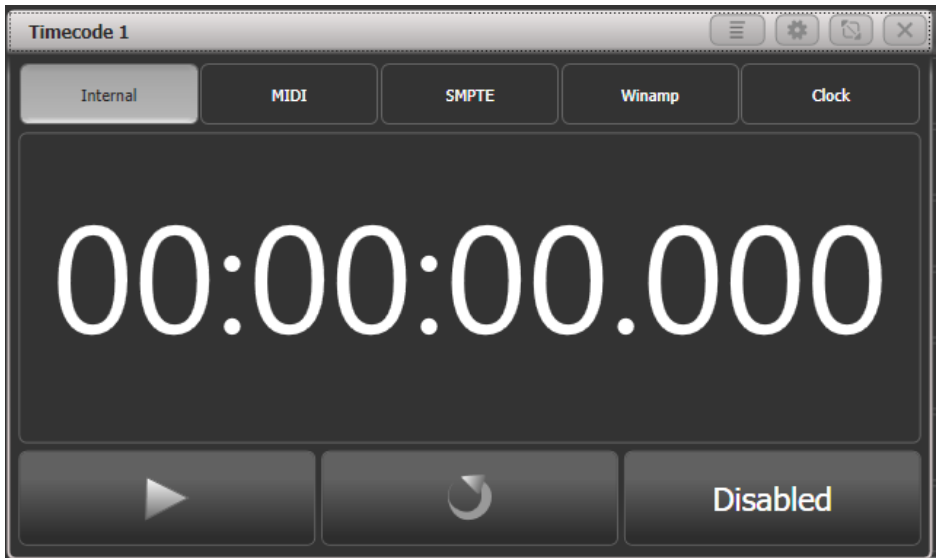 Timecode 1
Internal MIDI SMPTE Winamp Clock
00:00:00.000
Disabled